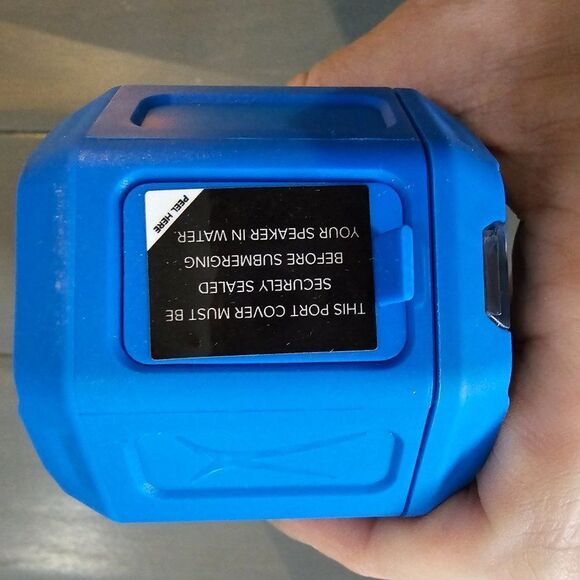 THIS PORT COVER MUST BE
SECURELY SEALED
BEFORE SUBMERGING
YOUR SPEAKER IN WATER.
PEEL HERE